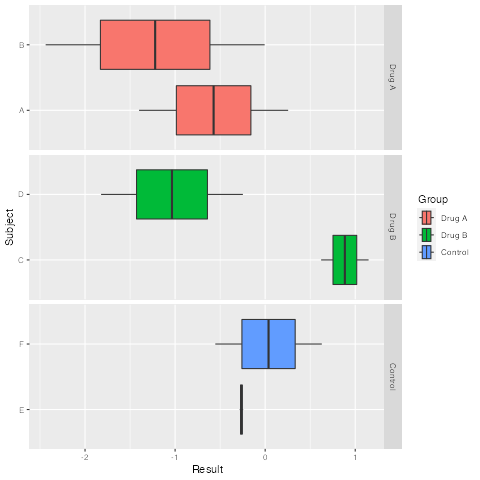 B
A
Drug A
D
C
Drug B
F
E
Control
-2 -1 0 1
Result
Subject
Group
Drug A
Drug B
Control